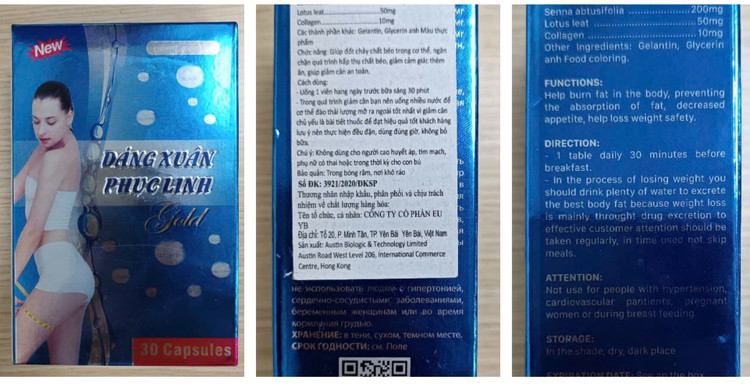 New
DÁNG XUÂN
PHỤC LINH
Gold
30 Capsules
Lotus leat 50mg
Collagen 10mg
Các thành phần khác: Gelantin, Glycerin anh Màu thực
phẩm
Chức năng: Giúp đốt cháy chất béo trong cơ thể, ngăn
chặn quá trình hấp thụ chất béo, giảm cảm giác thèm
ăn, giúp giảm cân an toàn.
Cách dùng:
- Uống 1 viên hang ngày trước bữa sáng 30 phút
- Trong quá trình giảm cân bạn nên uống nhiều nước để
cơ thể đào thải lượng mỡ ra ngoài tốt nhất vì giảm cân
chủ yếu là bài tiết thuốc để đạt hiệu quả tốt khách hàng
lưu ý nên thực hiện đều đặn, dùng đúng giờ, không bỏ
bữa.
Chú ý: Không dùng cho người cao huyết áp, tim mạch,
phụ nữ có thai hoặc trong thời kỳ cho con bú
Bảo quản: Trong bóng râm, nơi khô ráo
Số ĐK: 3921/2020/ĐKSP
Thương nhân nhập khẩu, phân phối và chịu trách
nhiệm về chất lượng hàng hóa:
Tên tổ chức, cá nhân: CÔNG TY CỔ PHẦN EU
YB
Địa chỉ: Tổ 20, P. Minh Tân, TP. Yên Bái Yên Bái, Việt Nam
Sản xuất: Austin Biologic & Technology Limited
Austin Road West Level 206, International Commerce
Centre, Hong Kong
не использовать людям с гипертонией,
сердечно-сосудистыми заболеваниями,
беременным женщинам или во время
кормления грудью.
ХРАНЕНИЕ: в тени, сухом, темном месте.
СРОК ГОДНОСТИ: см. Поле
Senna abtusifolia 200mg
Lotus leaf 50mg
Collagen 10mg
Other Ingredients: Gelantin, Glycerin
anh Food coloring.
FUNCTIONS:
Help burn fat in the body, preventing
the absorption of fat, decreased
appetite, help loss weight safety.
DIRECTION:
- 1 table daily 30 minutes before
breakfast.
- In the process of losing weight you
should drink plenty of water to excrete
the best body fat because weight loss
is mainly throught drug excretion to
effective customer attention should be
taken regularly, in time used not skip
meals.
ATTENTION:
Not use for people with hypertension,
cardiovascular pantients, pregnant
women or during breast feeding.
STORAGE:
In the shade, dry, dark place
EXPIRATION DATE: See on the box